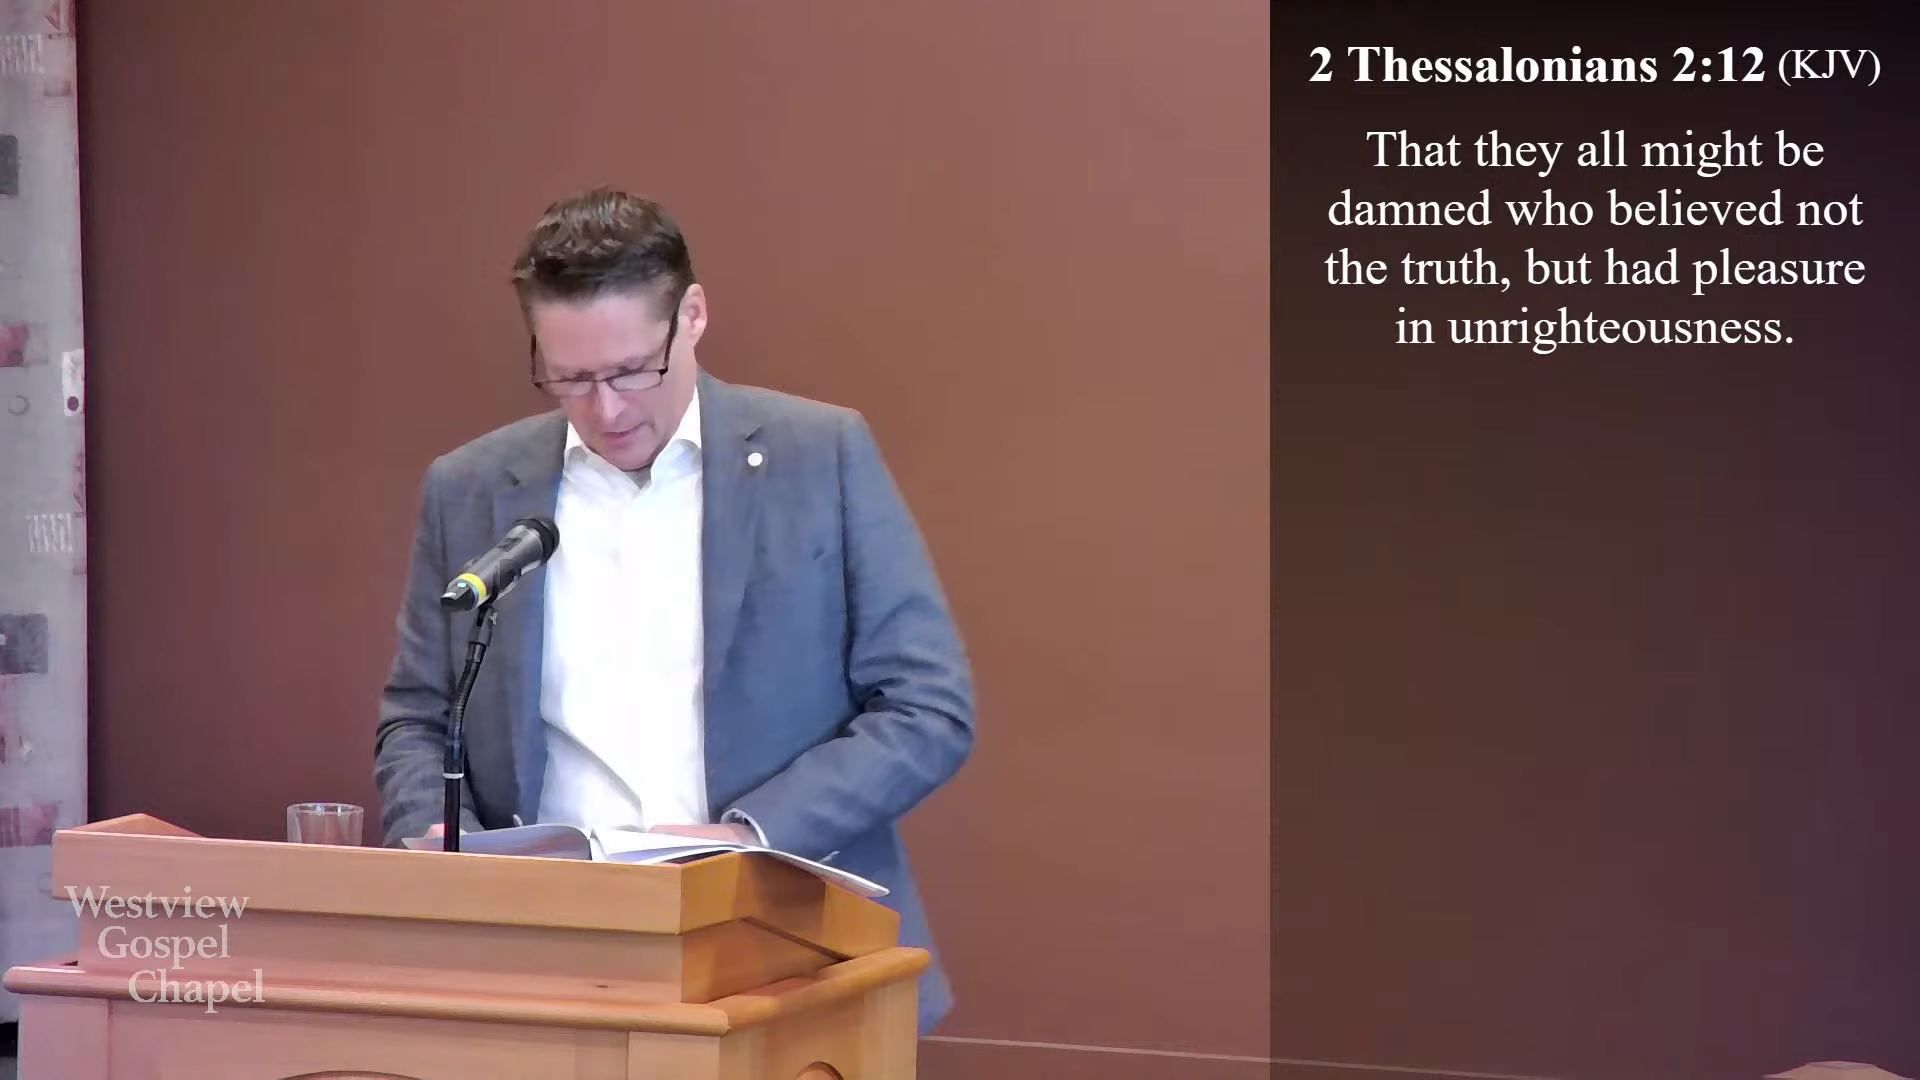 2 Thessalonians 2:12 (KJV)
That they all might be
damned who believed not
the truth, but had pleasure
in unrighteousness.
Westview
Gospel
Chapel